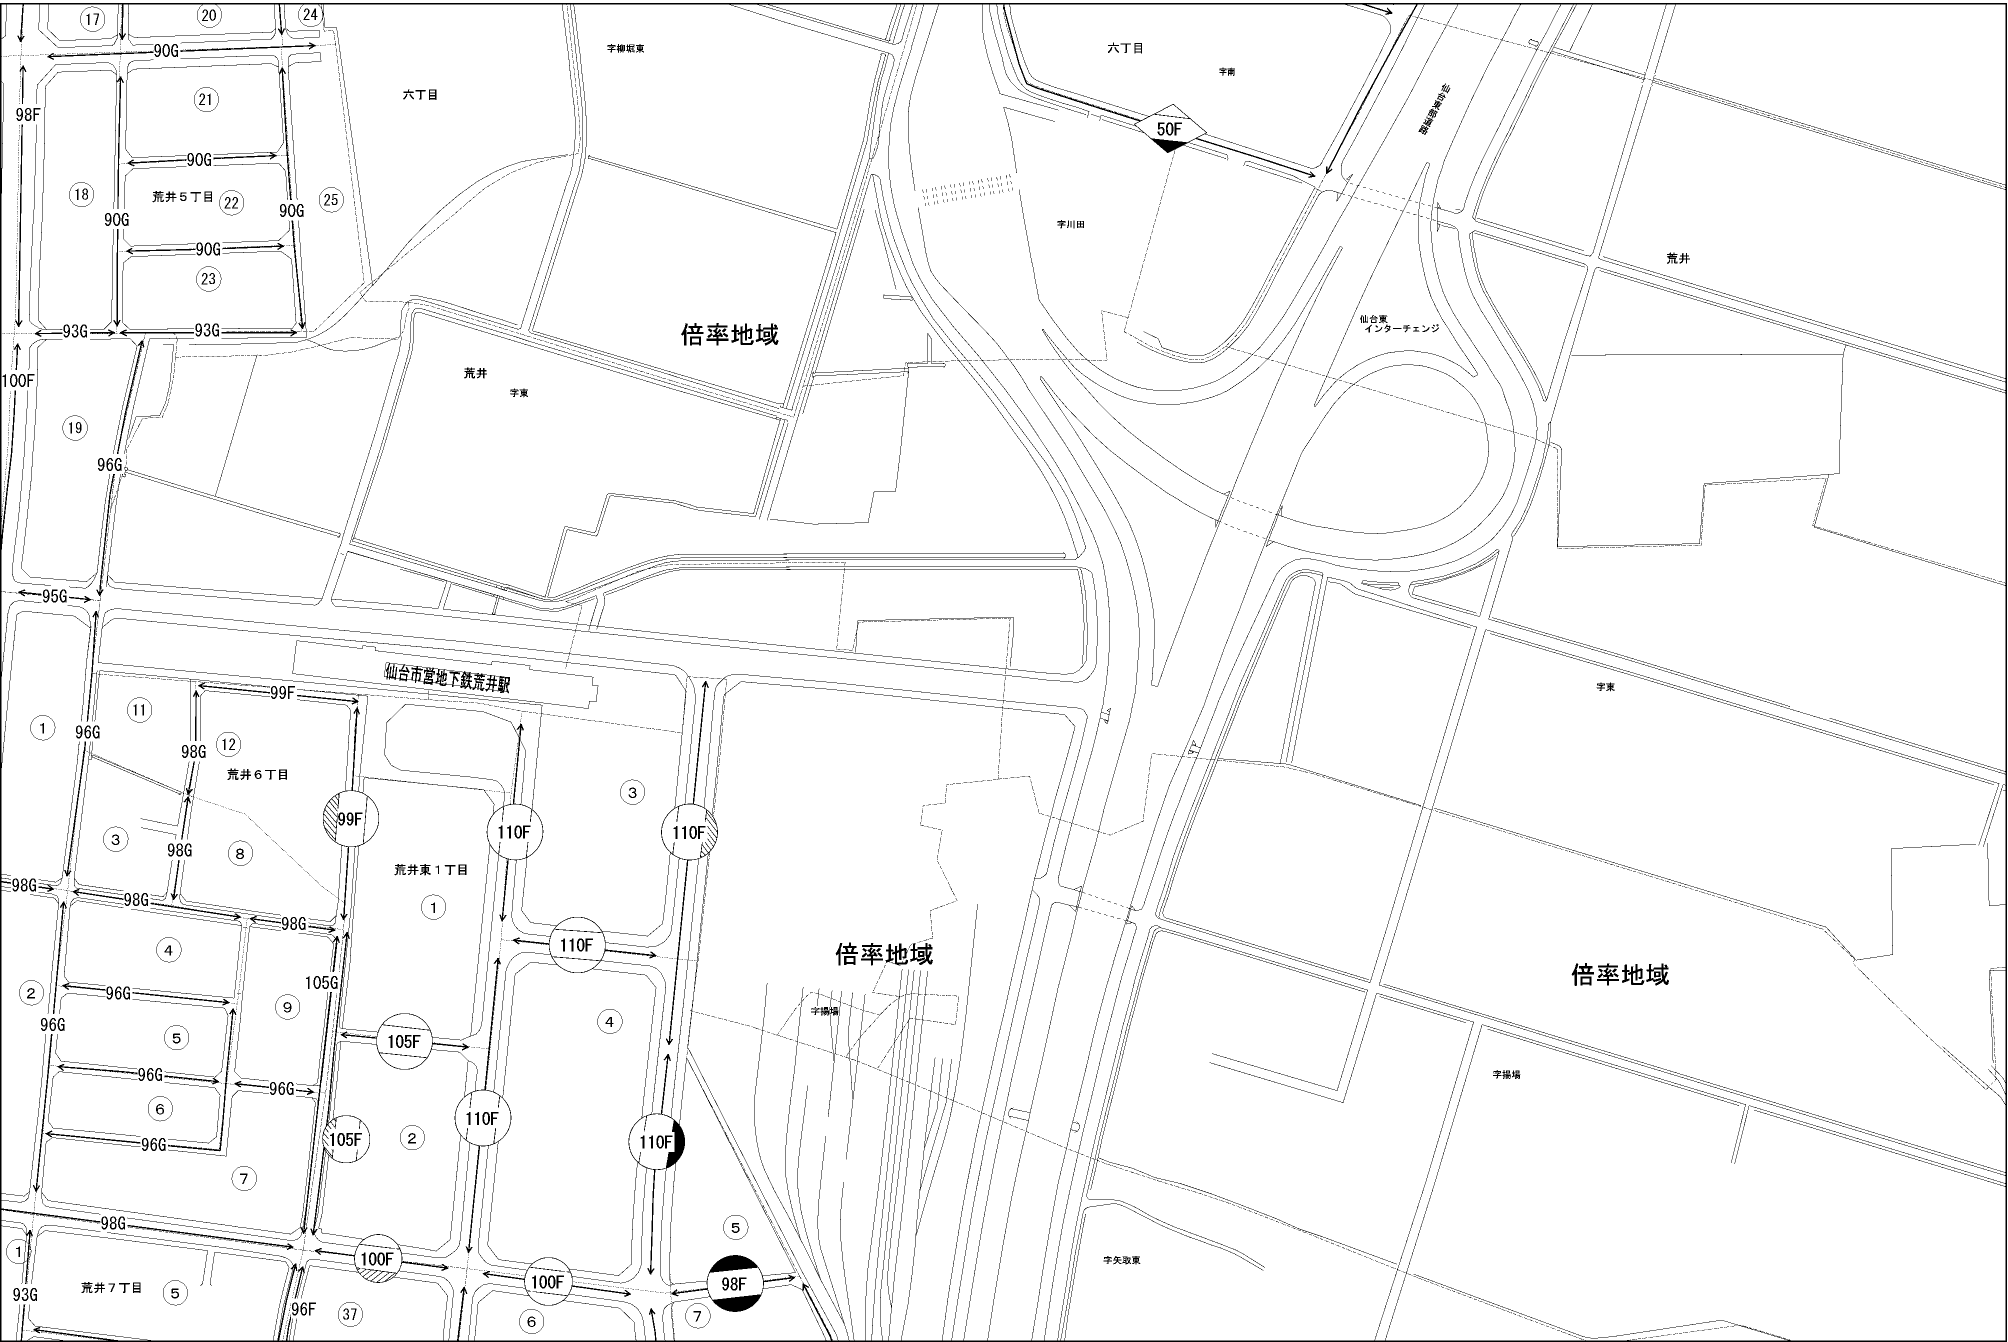 17
20
24
90G
字柳堀東
六丁目
字南
六丁目
21
98F
50F
仙台東部道路
90G
18
荒井５丁目
22
25
90G
90G
字川田
90G
荒井
23
93G
93G
倍率地域
仙台東
インターチェンジ
100F
荒井
字東
19
96G
95G
仙台市営地下鉄荒井駅
字東
99F
11
1
96G
12
98G
荒井６丁目
3
99F
110F
110F
3
98G
8
荒井東１丁目
98G
98G
98G
1
4
110F
倍率地域
倍率地域
105G
2
96G
9
字揚場
4
96G
5
105F
96G
96G
字揚場
6
110F
105F
2
110F
96G
7
98G
5
1
100F
字矢取東
荒井７丁目
5
93G
100F
98F
96F
37
6
7